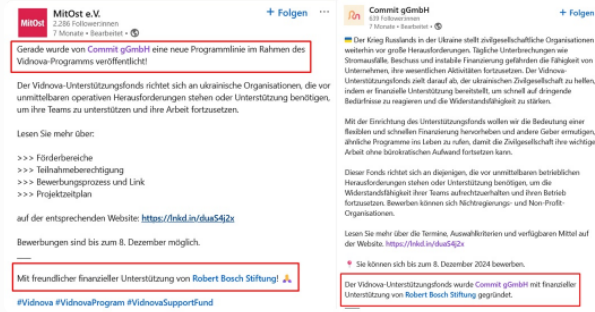 MitOst
MitOst e.V.
2.286 Follower:innen
7 Monate • Bearbeitet •
+ Folgen
Gerade wurde von Commit gGmbH eine neue Programmlinie im Rahmen des
Vidnova-Programms veröffentlicht!
Der Vidnova-Unterstützungsfonds richtet sich an ukrainische Organisationen, die vor
unmittelbaren operativen Herausforderungen stehen oder Unterstützung benötigen,
um ihre Teams zu unterstützen und ihre Arbeit fortzusetzen.
Lesen Sie mehr über:
>>> Förderbereiche
>>> Teilnahmeberechtigung
>>> Bewerbungsprozess und Link
>>> Projektzeitplan
auf der entsprechenden Website: https://lnkd.in/duaS4j2x
Bewerbungen sind bis zum 8. Dezember möglich.
Mit freundlicher finanzieller Unterstützung von Robert Bosch Stiftung!
#Vidnova #VidnovaProgram #VidnovaSupportFund
Commit gGmbH
639 Follower:innen
7 Monate • Bearbeitet •
+ Folgen
Der Krieg Russlands in der Ukraine stellt zivilgesellschaftliche Organisationen
weiterhin vor große Herausforderungen. Tägliche Unterbrechungen wie
Stromausfälle, Beschuss und instabile Finanzierung gefährden die Fähigkeit von
Unternehmen, ihre wesentlichen Aktivitäten fortzusetzen. Der Vidnova-
Unterstützungsfonds zielt darauf ab, der ukrainischen Zivilgesellschaft zu helfen,
indem er finanzielle Unterstützung bereitstellt, um schnell auf dringende
Bedürfnisse zu reagieren und die Widerstandsfähigkeit zu stärken.
Mit der Einrichtung des Unterstützungsfonds wollen wir die Bedeutung einer
flexiblen und schnellen Finanzierung hervorheben und andere Geber ermutigen,
ähnliche Programme ins Leben zu rufen, damit die Zivilgesellschaft ihre wichtige
Arbeit ohne bürokratischen Aufwand fortsetzen kann.
Dieser Fonds richtet sich an diejenigen, die vor unmittelbaren betrieblichen
Herausforderungen stehen oder Unterstützung benötigen, um die
Widerstandsfähigkeit ihrer Teams aufrechtzuerhalten und ihren Betrieb
fortzusetzen. Bewerben können sich Nichtregierungs- und Non-Profit-
Organisationen.
Lesen Sie mehr über die Termine, Auswahlkriterien und verfügbaren Mittel auf
der Website. https://lnkd.in/duaS4j2x
Sie können sich bis zum 8. Dezember 2024 bewerben.
Der Vidnova-Unterstützungsfonds wurde Commit gGmbH mit finanzieller
Unterstützung von Robert Bosch Stiftung gegründet.